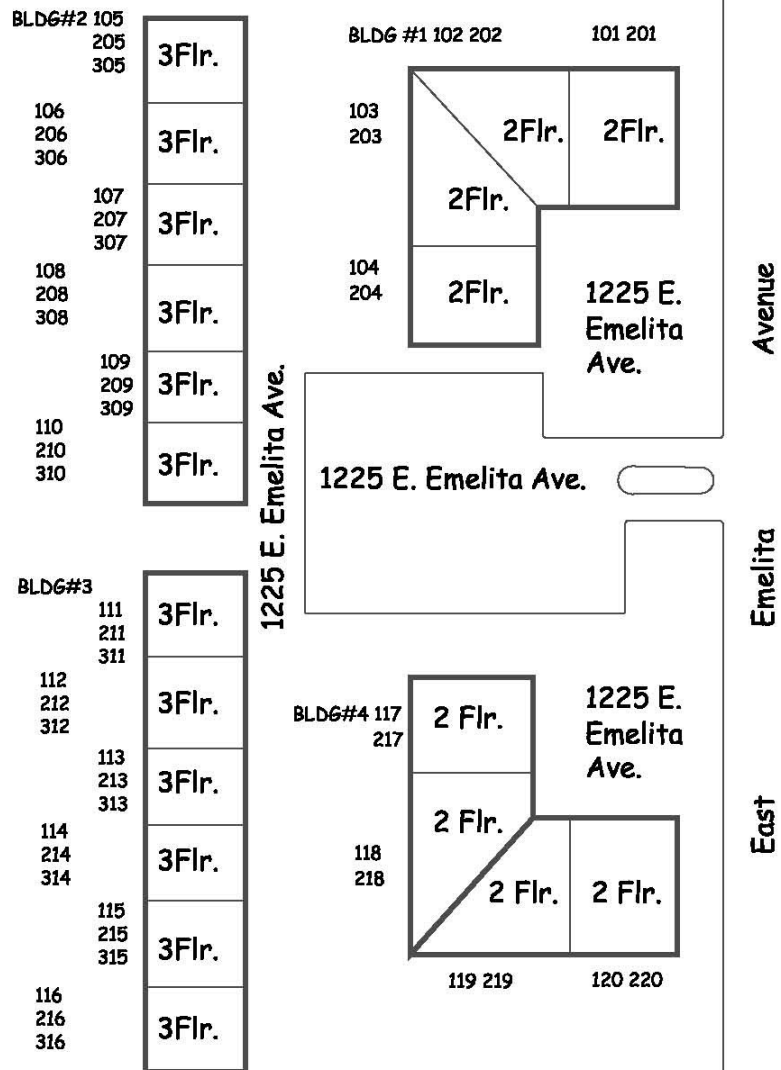 BLDG#2 105
205
305
3Flr.
106
206
306
3Flr.
107
207
307
3Flr.
108
208
308
3Flr.
109
209
309
3Flr.
110
210
310
3Flr.
BLDG #1 102 202
101 201
103
203
2Flr.
2Flr.
2Flr.
104
204
2Flr.
1225 E.
Emelita
Ave.
1225 E. Emelita Ave.
1225 E. Emelita Ave.
East Emelita Avenue
BLDG#3
111
211
311
3Flr.
112
212
312
3Flr.
113
213
313
3Flr.
114
214
314
3Flr.
115
215
315
3Flr.
116
216
316
3Flr.
BLDG#4 117
217
2 Flr.
1225 E.
Emelita
Ave.
118
218
2 Flr.
2 Flr.
2 Flr.
119 219
120 220